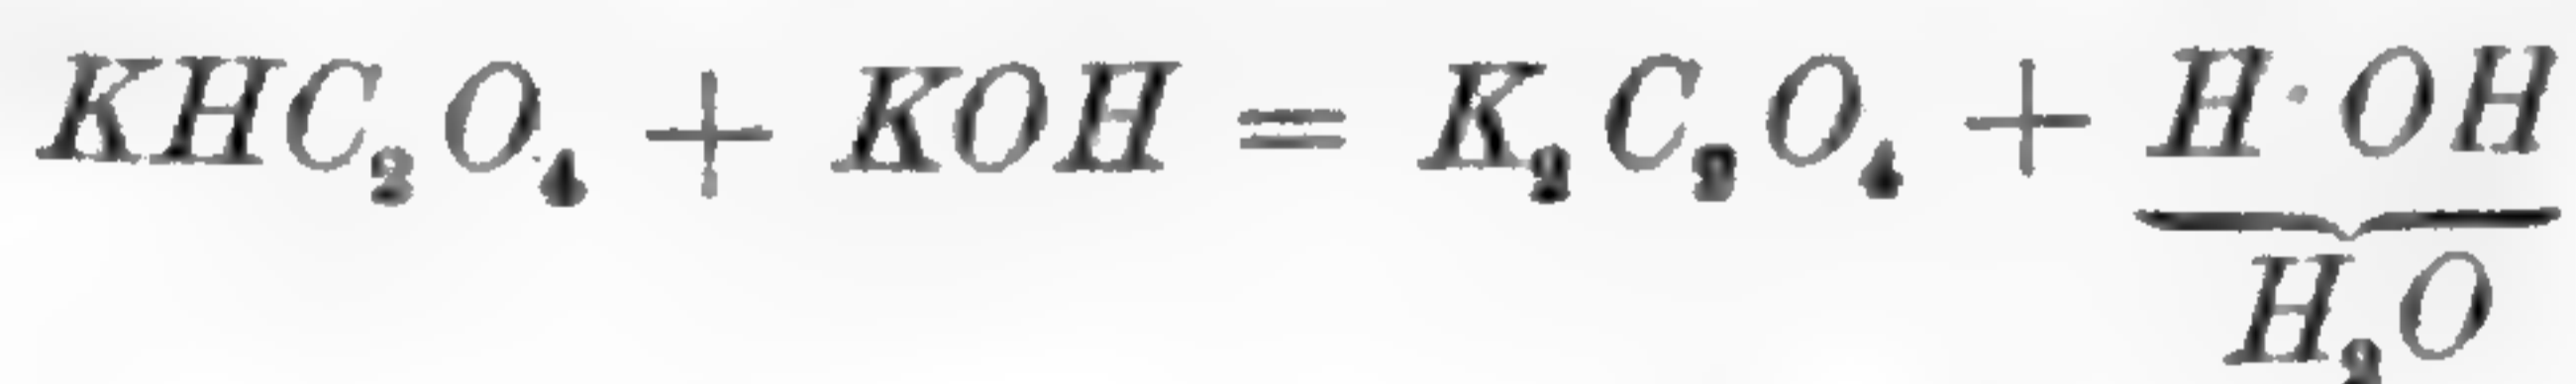 KHC₂O₄ + KOH = K₂C₂O₄ + H·OH
H₂O